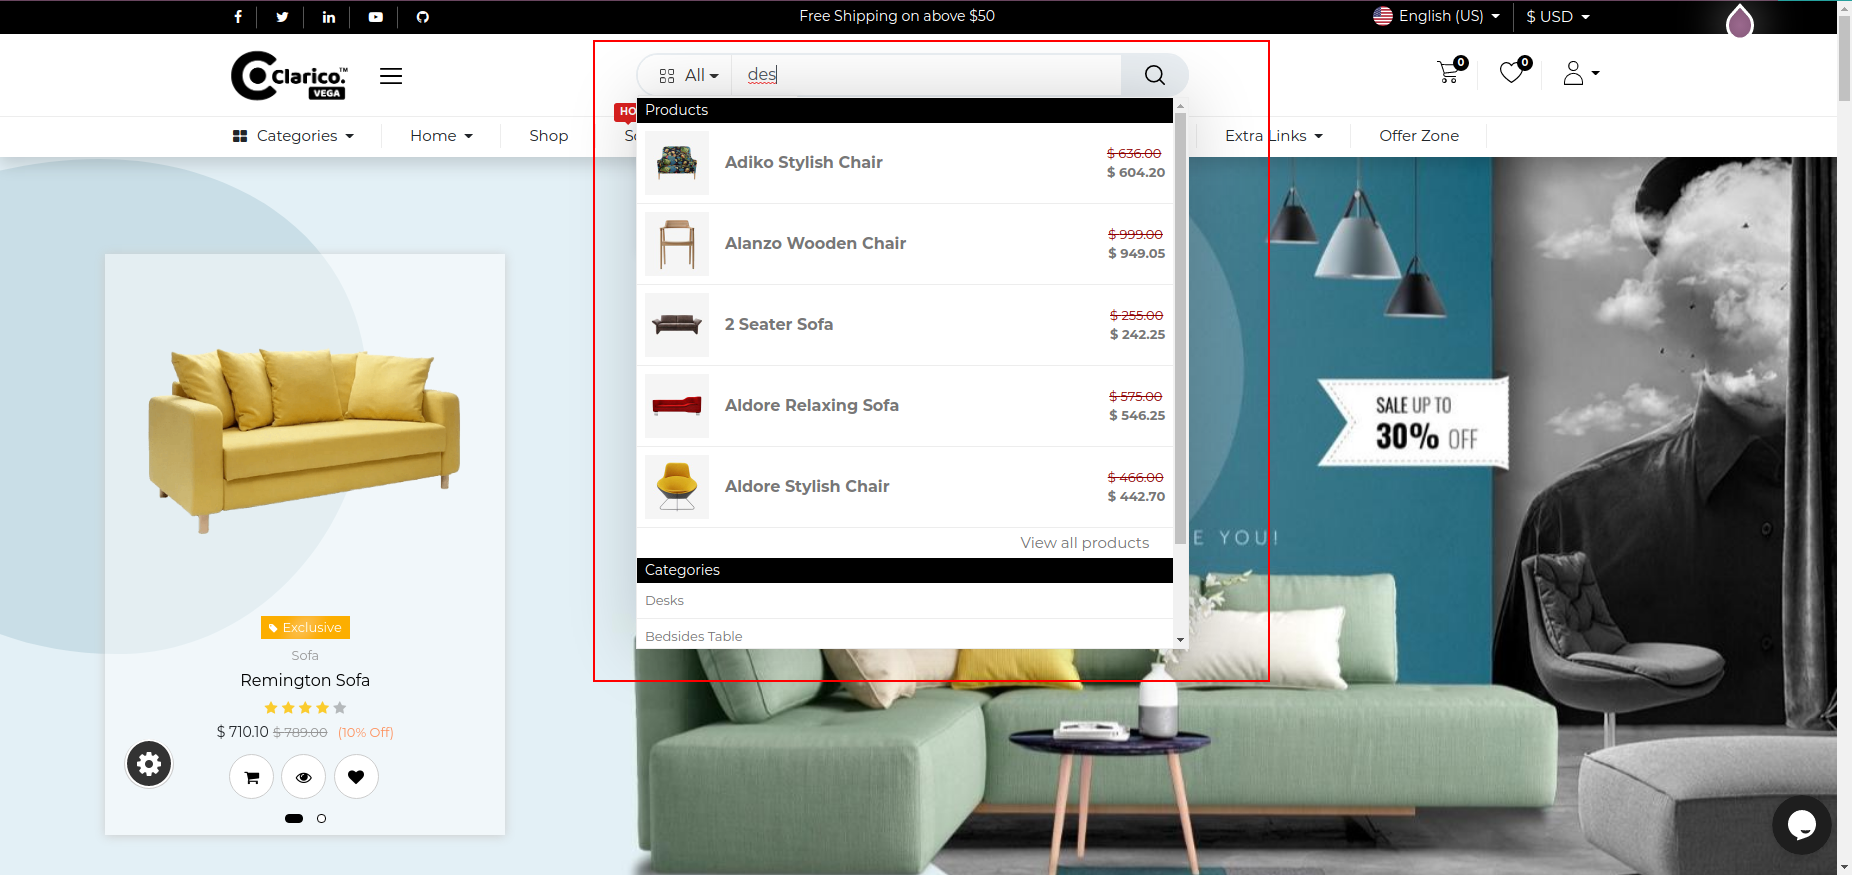 Free Shipping on above $50
English (US)
$ USD
Clarico.™
VEGA
All
des
0
0
Categories
Home
Shop
HO
Extra Links
Offer Zone
Products
Adiko Stylish Chair
$ 636.00
$ 604.20
Alanzo Wooden Chair
$ 999.00
$ 949.05
2 Seater Sofa
$ 255.00
$ 242.25
Aldore Relaxing Sofa
$ 575.00
$ 546.25
Aldore Stylish Chair
$ 466.00
$ 442.70
View all products
Categories
Desks
Bedsides Table
SALE UP TO
30% OFF
E YOU!
Exclusive
Sofa
Remington Sofa
$ 710.10 $ 789.00 (10% Off)